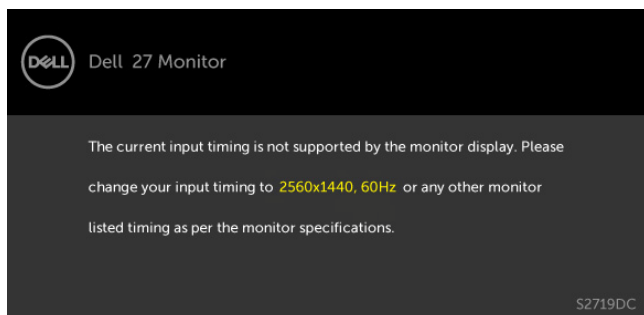 DELL
Dell 27 Monitor
The current input timing is not supported by the monitor display. Please
change your input timing to 2560x1440, 60Hz or any other monitor
listed timing as per the monitor specifications.
S2719DC